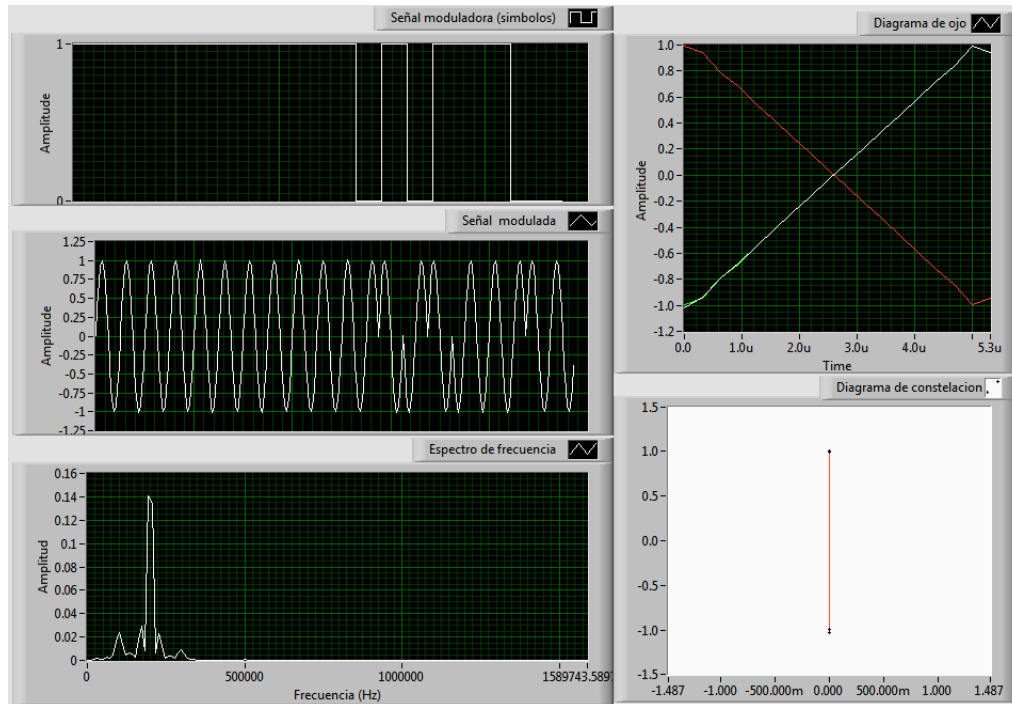 Señal moduladora (simbolos)
Amplitude
1
0
Señal modulada
Amplitude
1.25
1
0.75
0.5
0.25
0
-0.25
-0.5
-0.75
-1
-1.25
Espectro de frecuencia
Amplitud
0.16
0.14
0.12
0.1
0.08
0.06
0.04
0.02
0
0 500000 1000000 1589743.5897
Frecuencia (Hz)
Diagrama de ojo
Amplitude
1.0
0.8
0.6
0.4
0.2
0.0
-0.2
-0.4
-0.6
-0.8
-1.0
-1.2
0.0 1.0u 2.0u 3.0u 4.0u 5.3u
Time
Diagrama de constelacion
1.5
1.0
0.5
0.0
-0.5
-1.0
-1.5
-1.487 -1.000 -500.000m 0.000 500.000m 1.000 1.487